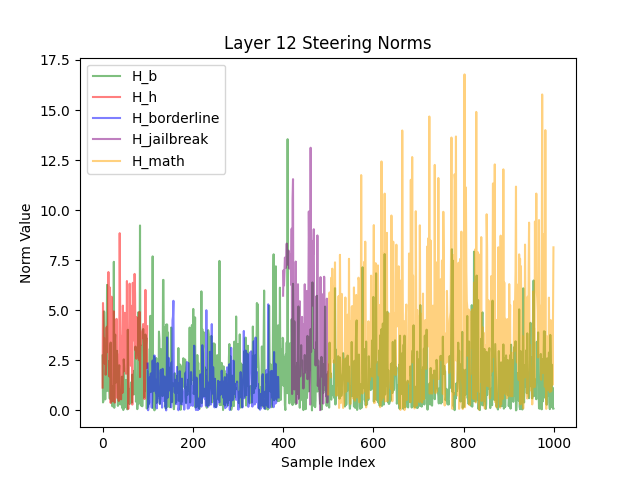 Layer 12 Steering Norms
17.5
15.0
12.5
10.0
7.5
5.0
2.5
0.0
Norm Value
H_b
H_h
H_borderline
H_jailbreak
H_math
0
200
400
600
800
1000
Sample Index